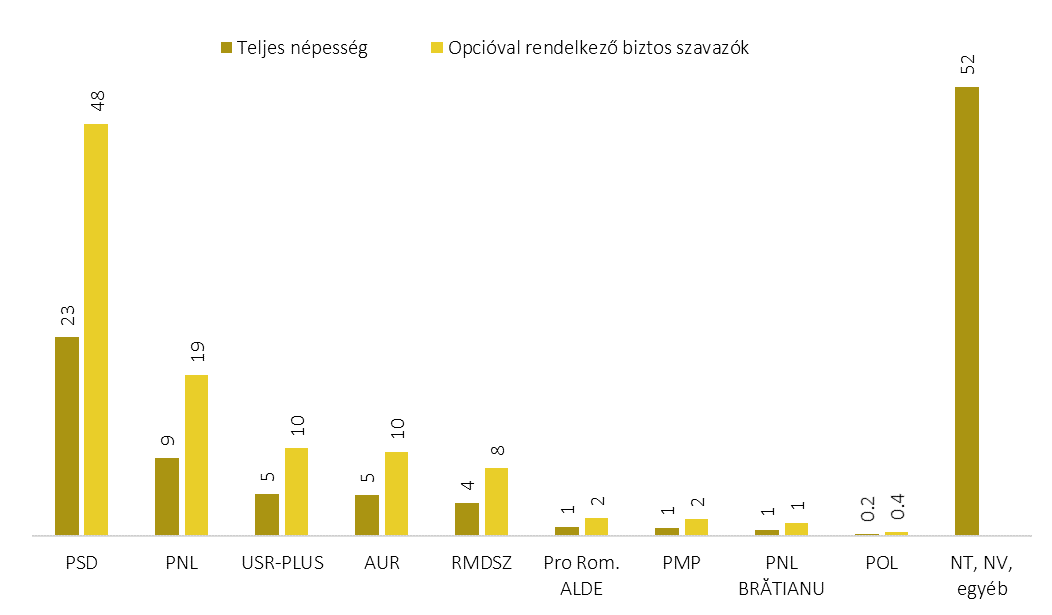 Teljes népesség
Opcióval rendelkező biztos szavazók
23
48
9
19
5
10
5
10
4
8
1
2
1
2
1
1
0.2
0.4
52
PSD
PNL
USR-PLUS
AUR
RMDSZ
Pro Rom.
ALDE
PMP
PNL
BRĂTIANU
POL
NT, NV,
egyéb